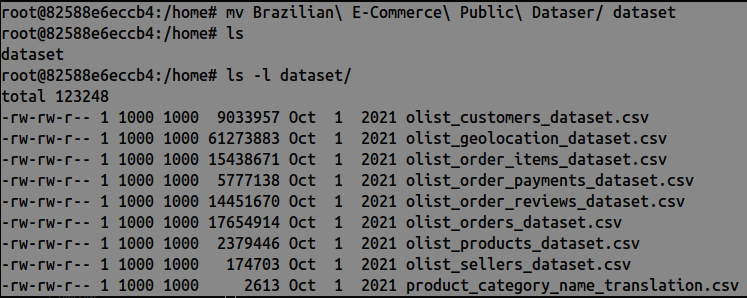 root@82588e6eccb4:/home# mv Brazilian\ E-Commerce\ Public\ Dataser/ dataset
root@82588e6eccb4:/home# ls
dataset
root@82588e6eccb4:/home# ls -l dataset/
total 123248
-rw-rw-r-- 1 1000 1000  9033957 Oct  1  2021 olist_customers_dataset.csv
-rw-rw-r-- 1 1000 1000 61273883 Oct  1  2021 olist_geolocation_dataset.csv
-rw-rw-r-- 1 1000 1000 15438671 Oct  1  2021 olist_order_items_dataset.csv
-rw-rw-r-- 1 1000 1000  5777138 Oct  1  2021 olist_order_payments_dataset.csv
-rw-rw-r-- 1 1000 1000 14451670 Oct  1  2021 olist_order_reviews_dataset.csv
-rw-rw-r-- 1 1000 1000 17654914 Oct  1  2021 olist_orders_dataset.csv
-rw-rw-r-- 1 1000 1000  2379446 Oct  1  2021 olist_products_dataset.csv
-rw-rw-r-- 1 1000 1000   174703 Oct  1  2021 olist_sellers_dataset.csv
-rw-rw-r-- 1 1000 1000     2613 Oct  1  2021 product_category_name_translation.csv